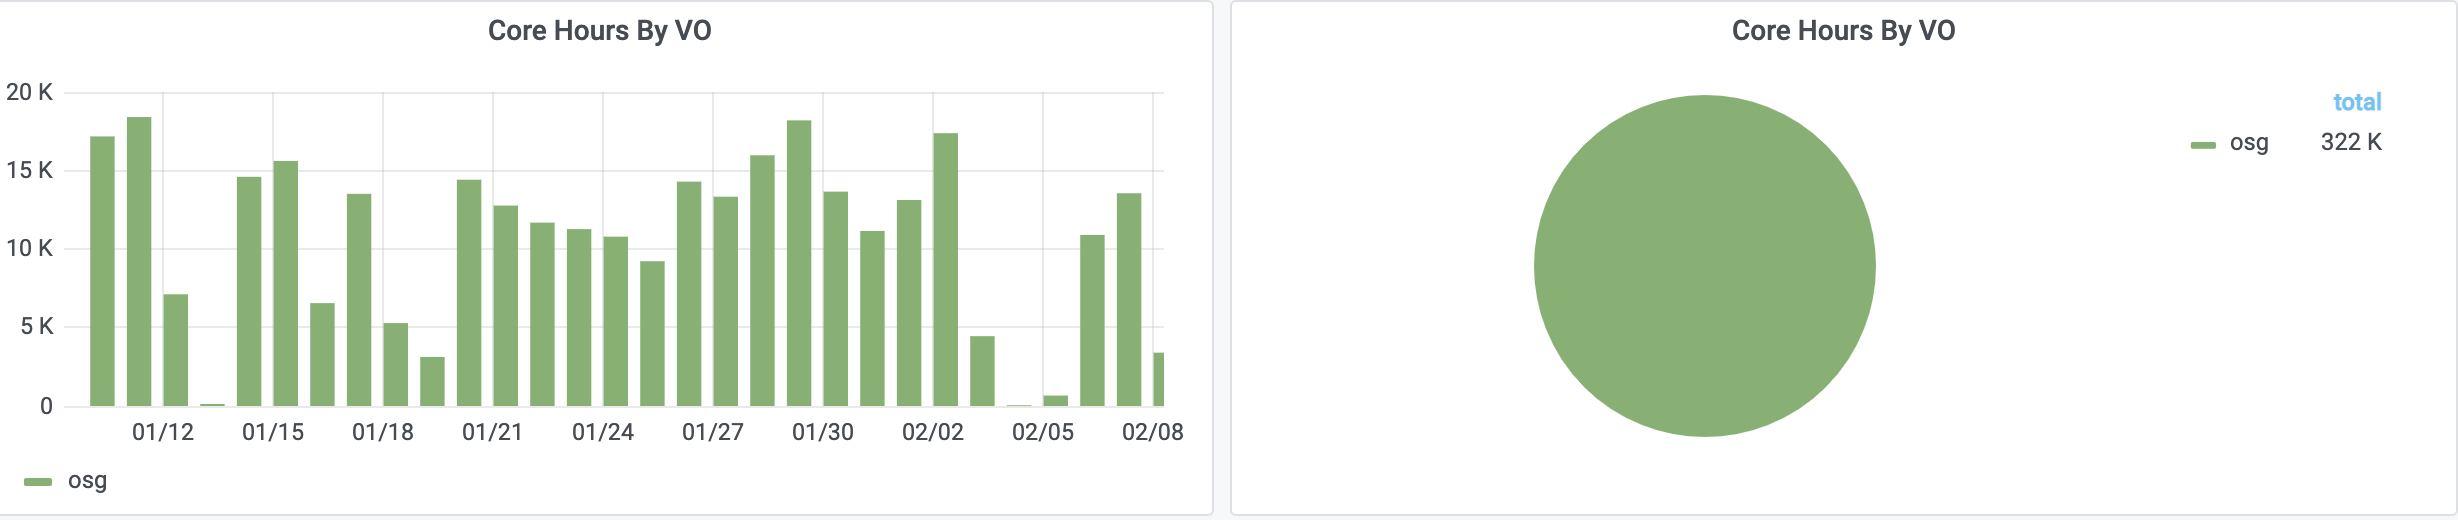 Core Hours By VO
20 K
15 K
10 K
5 K
0
01/12 01/15 01/18 01/21 01/24 01/27 01/30 02/02 02/05 02/08
osg
Core Hours By VO
total
osg 322 K